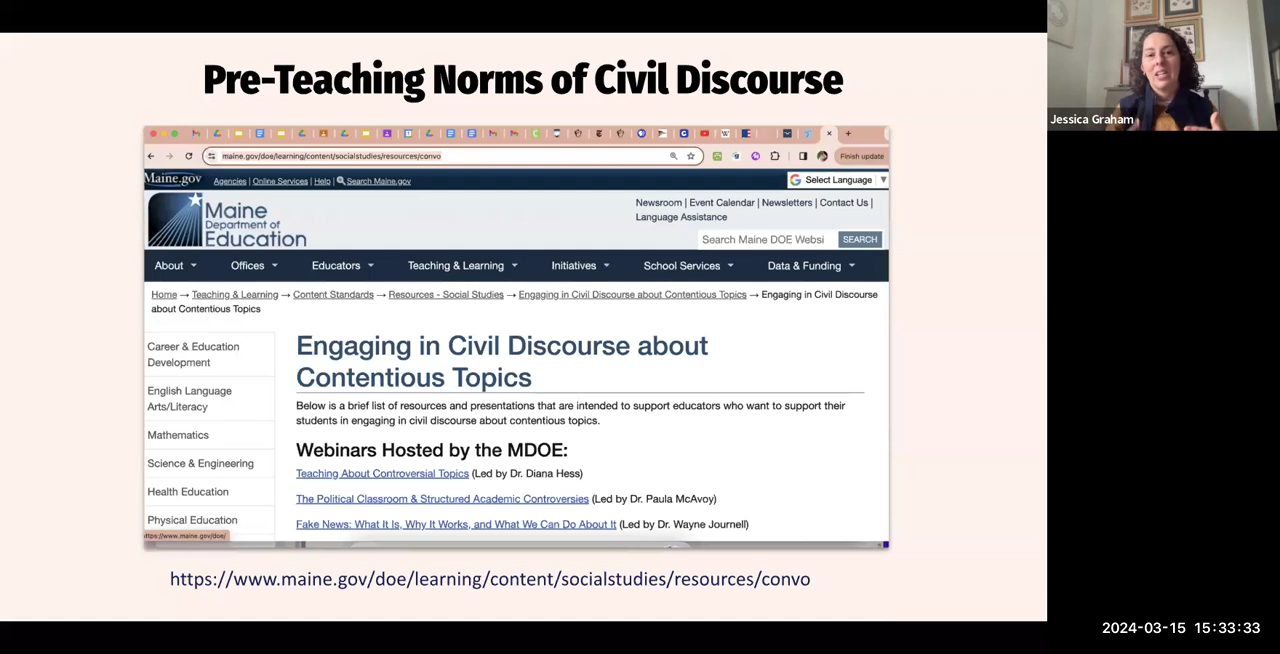 Pre-Teaching Norms of Civil Discourse
Jessica Graham
maine.gov/doe/learning/content/socialstudies/resources/convo
Finish update
Maine.gov
Agencies | Online Services | Help | Search Maine.gov
Select Language
Maine
Department of
Education
Newsroom | Event Calendar | Newsletters | Contact Us |
Language Assistance
Search Maine DOE Websi
SEARCH
About
Offices
Educators
Teaching & Learning
Initiatives
School Services
Data & Funding
Home → Teaching & Learning → Content Standards → Resources - Social Studies → Engaging in Civil Discourse about Contentious Topics → Engaging in Civil Discourse
about Contentious Topics
Career & Education
Development
English Language
Arts/Literacy
Mathematics
Science & Engineering
Health Education
Physical Education
Engaging in Civil Discourse about
Contentious Topics
Below is a brief list of resources and presentations that are intended to support educators who want to support their
students in engaging in civil discourse about contentious topics.
Webinars Hosted by the MDOE:
Teaching About Controversial Topics (Led by Dr. Diana Hess)
The Political Classroom & Structured Academic Controversies (Led by Dr. Paula McAvoy)
Fake News: What It Is, Why It Works, and What We Can Do About It (Led by Dr. Wayne Journell)
https://www.maine.gov/doe/
https://www.maine.gov/doe/learning/content/socialstudies/resources/convo
2024-03-15 15:33:33